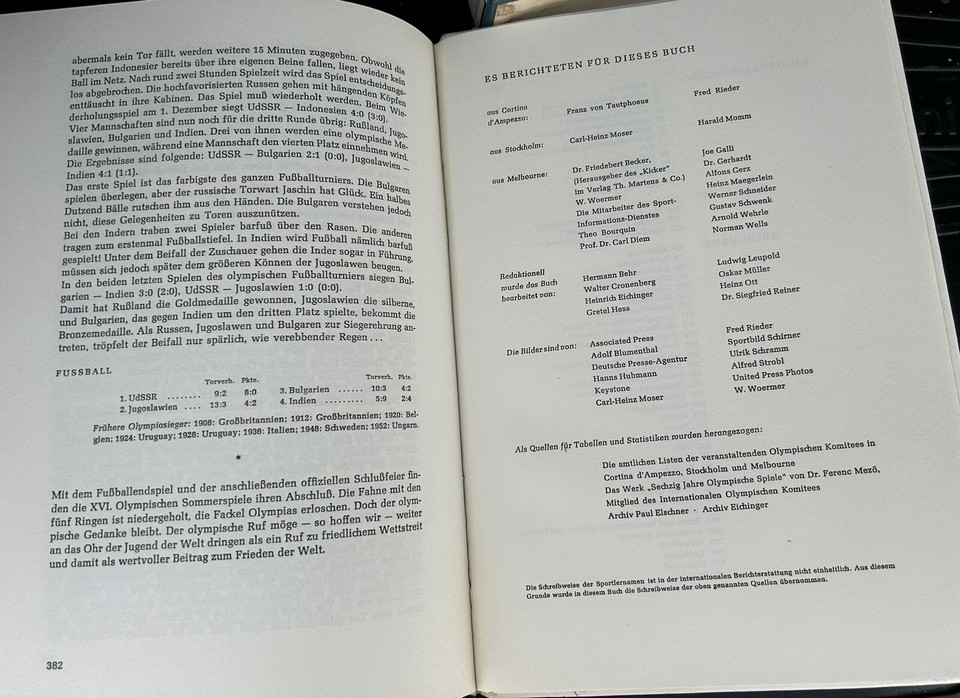 abermals kein Tor fällt, werden weitere 15 Minuten zugegeben. Obwohl die
tapferen Indonesier bereits über ihre eigenen Beine fallen, liegt wieder kein
Ball im Netz. Nach rund zwei Stunden Spielzeit wird das Spiel entscheidungs-
los abgebrochen. Die hochfavorisierten Russen gehen mit hängenden Köpfen
enttäuscht in ihre Kabinen. Das Spiel muß wiederholt werden. Beim Wie-
derholungsspiel am 1. Dezember siegt UdSSR — Indonesien 4:0 (3:0).
Vier Mannschaften sind nun noch für die dritte Runde übrig: Rußland, Jugo-
slawien, Bulgarien und Indien. Drei von ihnen werden eine olympische Me-
daille gewinnen, während eine Mannschaft den vierten Platz einnehmen wird.
Die Ergebnisse sind folgende: UdSSR — Bulgarien 2:1 (0:0), Jugoslawien —
Indien 4:1 (1:1).
Das erste Spiel ist das farbigste des ganzen Fußballturniers. Die Bulgaren
spielen überlegen, aber der russische Torwart Jaschin hat Glück. Ein halbes
Dutzend Bälle rutschen ihm aus den Händen. Die Bulgaren verstehen jedoch
nicht, diese Gelegenheiten zu Toren auszunützen.
Bei den Indern traben zwei Spieler barfuß über den Rasen. Die anderen
tragen zum erstenmal Fußballstiefel. In Indien wird Fußball nämlich barfuß
gespielt! Unter dem Beifall der Zuschauer gehen die Inder sogar in Führung,
müssen sich jedoch später dem größeren Können der Jugoslawen beugen.
In den beiden letzten Spielen des olympischen Fußballturniers siegen Bul-
garien — Indien 3:0 (2:0), UdSSR — Jugoslawien 1:0 (0:0).
Damit hat Rußland die Goldmedaille gewonnen, Jugoslawien die silberne,
und Bulgarien, das gegen Indien um den dritten Platz spielte, bekommt die
Bronzemedaille. Als Russen, Jugoslawen und Bulgaren zur Siegerehrung an-
treten, tröpfelt der Beifall nur spärlich, wie verebbender Regen ...
FUSSBALL
Torverh. Pkte. Torverh. Pkte.
1. UdSSR ........ 9:2 8:0 3. Bulgarien ...... 10:3 4:2
2. Jugoslawien .... 13:3 4:2 4. Indien ......... 5:9 2:4
Frühere Olympiasieger: 1908: Großbritannien; 1912: Großbritannien; 1920: Bel-
gien; 1924: Uruguay; 1928: Uruguay; 1936: Italien; 1948: Schweden; 1952: Ungarn.
*
Mit dem Fußballendspiel und der anschließenden offiziellen Schlußfeier fin-
den die XVI. Olympischen Sommerspiele ihren Abschluß. Die Fahne mit den
fünf Ringen ist niedergeholt, die Fackel Olympias erloschen. Doch der olym-
pische Gedanke bleibt. Der olympische Ruf möge — so hoffen wir — weiter
an das Ohr der Jugend der Welt dringen als ein Ruf zu friedlichem Wettstreit
und damit als wertvoller Beitrag zum Frieden der Welt.
382
ES BERICHTETEN FÜR DIESES BUCH
aus Cortina
d'Ampezzo: Franz von Tautphoeus Fred Rieder
aus Stockholm: Carl-Heinz Moser Harald Momm
aus Melbourne: Dr. Friedebert Becker, Joe Galli
(Herausgeber des „Kicker" Dr. Gerhardt
im Verlag Th. Martens & Co.) Alfons Gerz
W. Woermer Heinz Maegerlein
Die Mitarbeiter des Sport- Werner Schneider
Informations-Dienstes Gustav Schwenk
Theo Bourquin Arnold Wehrle
Prof. Dr. Carl Diem Norman Wells
Redaktionell
wurde das Buch
bearbeitet von:
Hermann Behr Ludwig Leupold
Walter Cronenberg Oskar Müller
Heinrich Eichinger Heinz Ott
Gretel Hess Dr. Siegfried Reiner
Die Bilder sind von: Associated Press Fred Rieder
Adolf Blumenthal Sportbild Schirner
Deutsche Presse-Agentur Ulrik Schramm
Hanns Hubmann Alfred Strobl
Keystone United Press Photos
Carl-Heinz Moser W. Woermer
Als Quellen für Tabellen und Statistiken wurden herangezogen:
Die amtlichen Listen der veranstaltenden Olympischen Komitees in
Cortina d'Ampezzo, Stockholm und Melbourne
Das Werk „Sechzig Jahre Olympische Spiele" von Dr. Ferenc Mezö,
Mitglied des Internationalen Olympischen Komitees
Archiv Paul Elschner · Archiv Eichinger
Die Schreibweise der Sportlernamen ist in der internationalen Berichterstattung nicht einheitlich. Aus diesem
Grunde wurde in diesem Buch die Schreibweise der oben genannten Quellen übernommen.